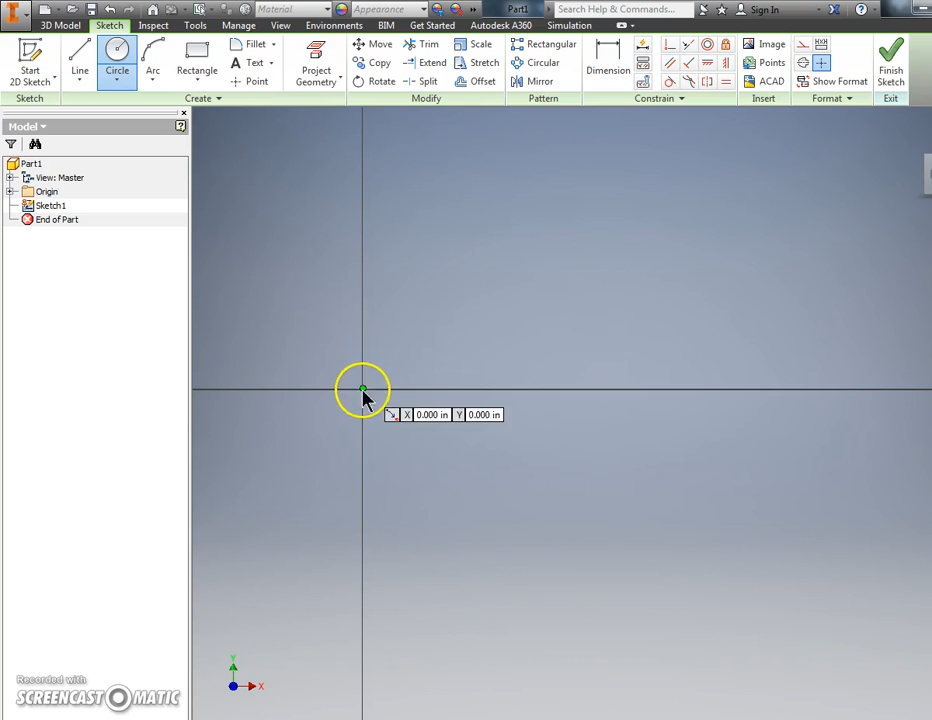 Material Appearance Part1 Search Help & Commands... Sign In
3D Model Sketch Inspect Tools Manage View Environments BIM Get Started Autodesk A360 Simulation
Start
2D Sketch
Line
Circle
Arc
Rectangle
Fillet
Text
Point
Project
Geometry
Move Trim Scale
Copy Extend Stretch
Rotate Split Offset
Rectangular
Circular
Mirror
Dimension
Image
Points
ACAD
Show Format
Finish
Sketch
Sketch Create Modify Pattern Constrain Insert Format Exit
Model
Part1
View: Master
Origin
Sketch1
End of Part
X 0.000 in Y 0.000 in
Y
X
Recorded with
SCREENCAST MATIC